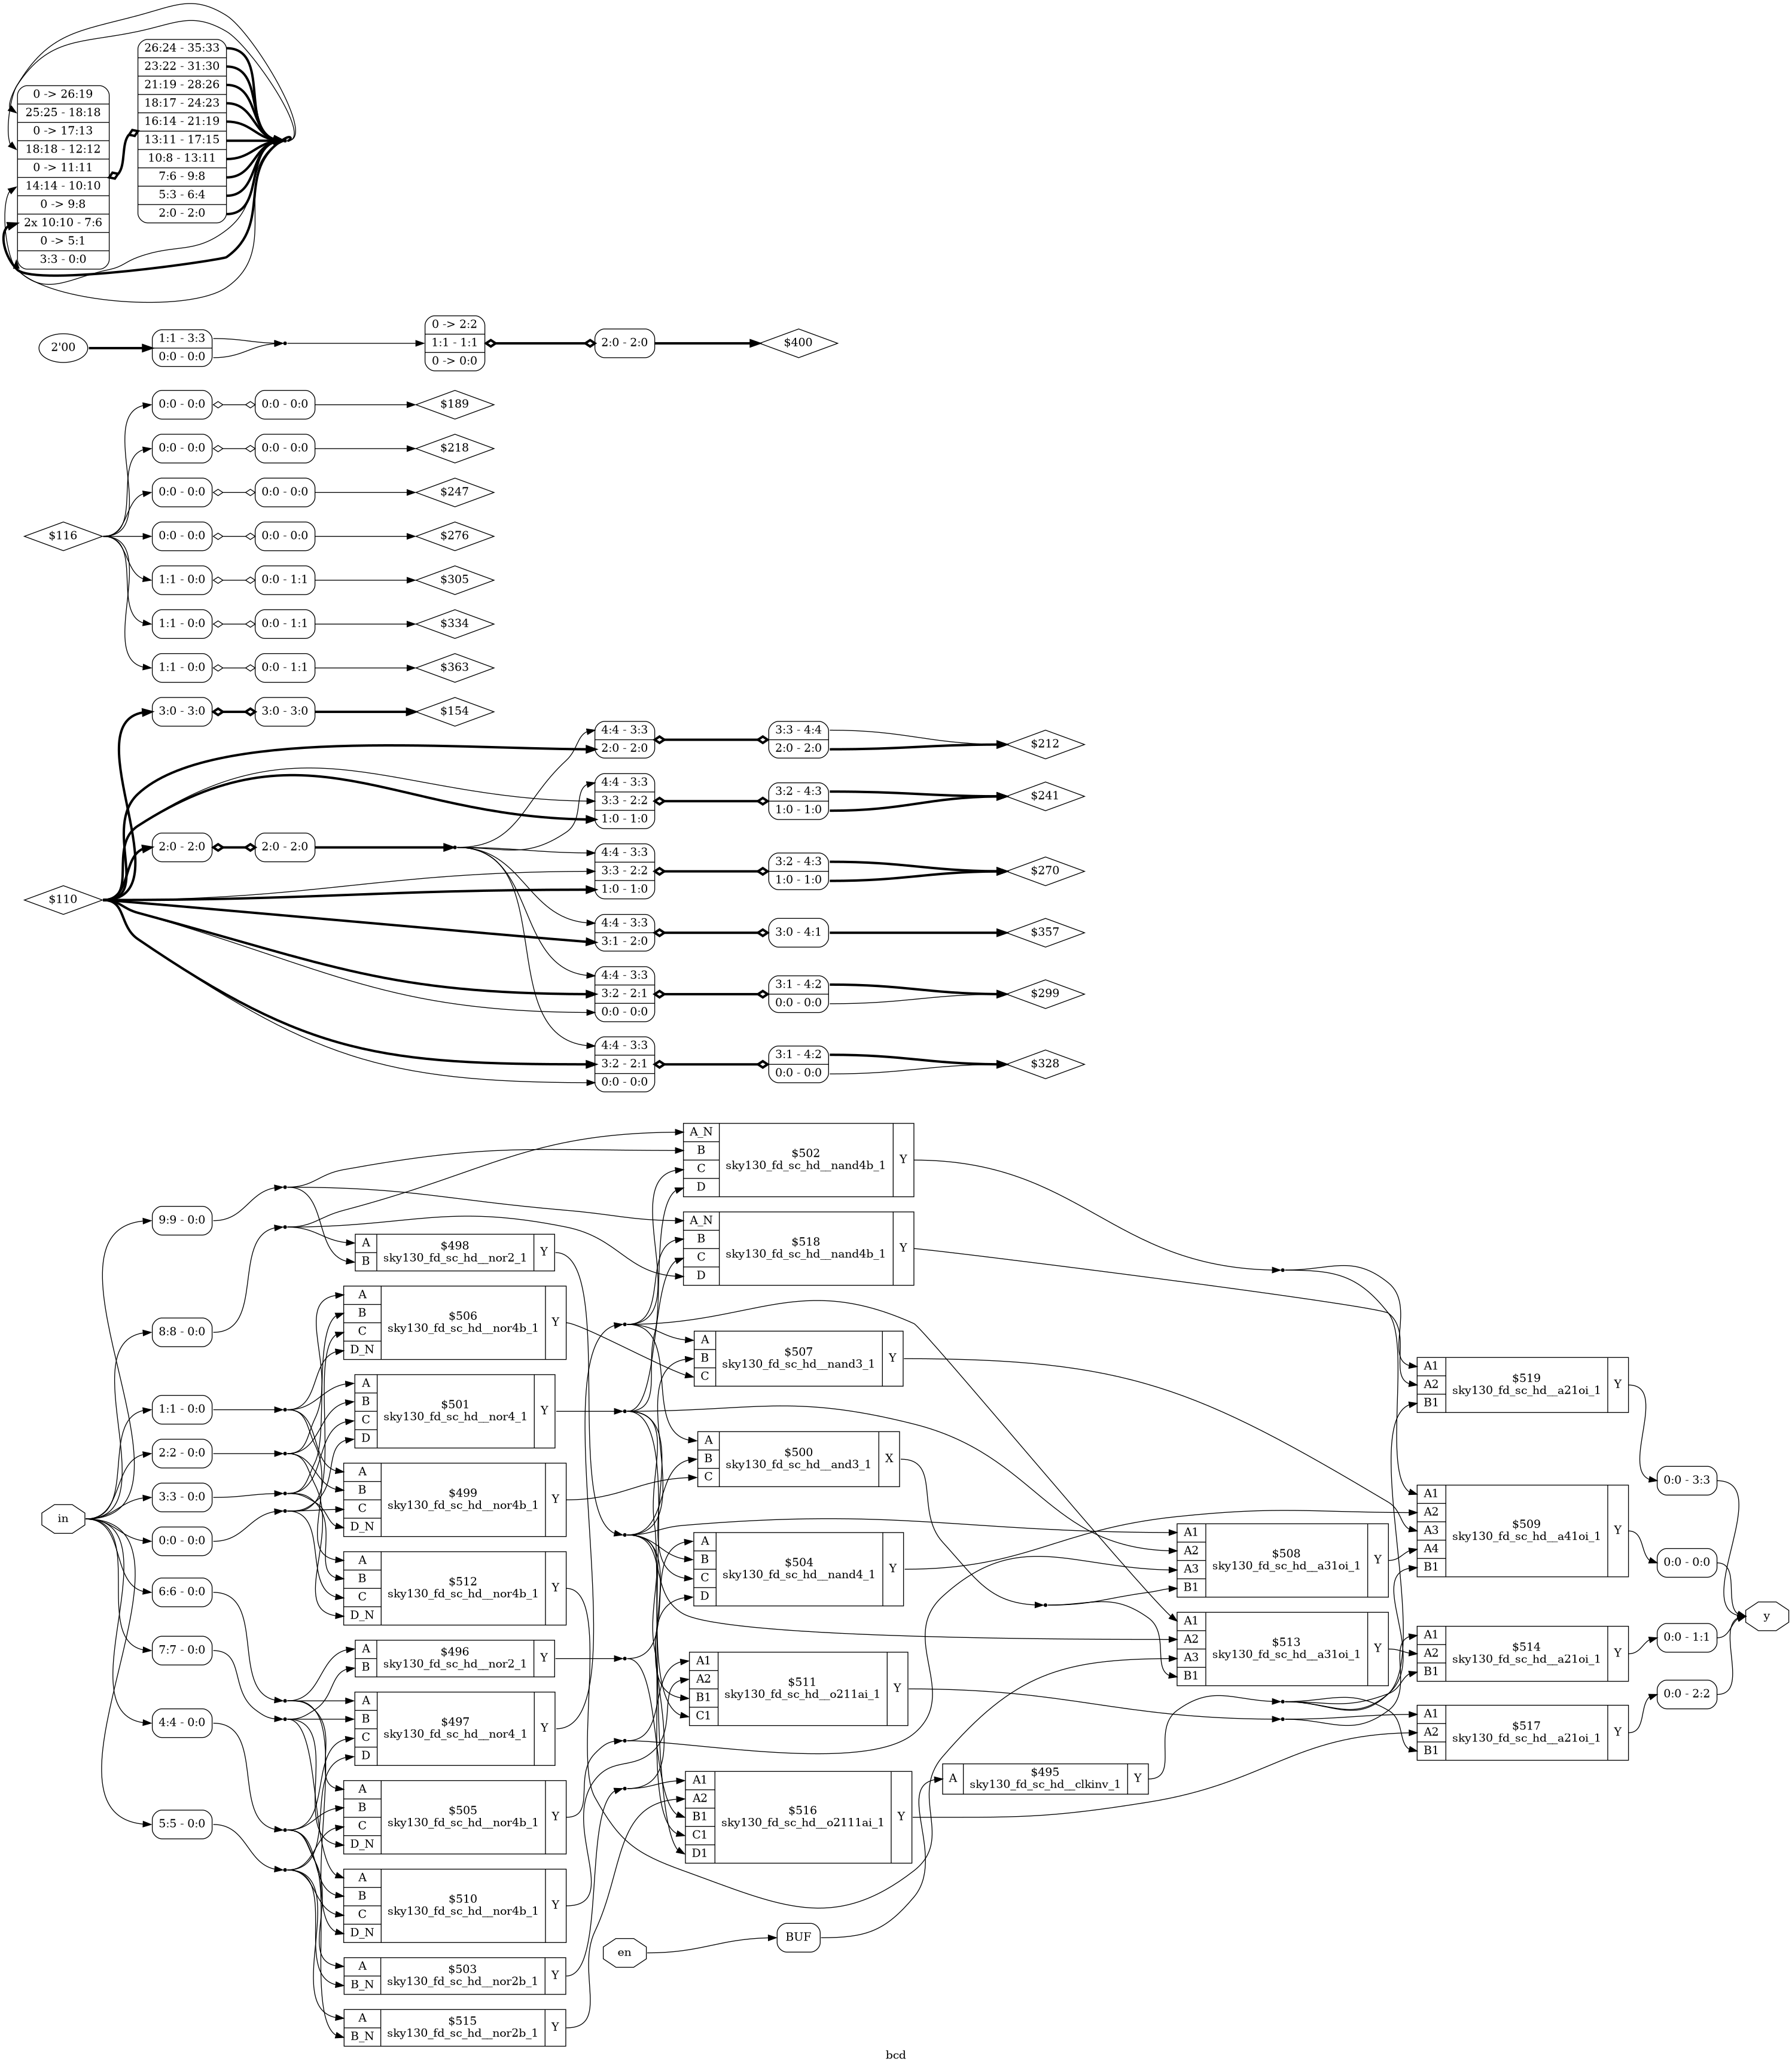 26:24 - 35:33
23:22 - 31:30
21:19 - 28:26
18:17 - 24:23
16:14 - 21:19
13:11 - 17:15
10:8 - 13:11
7:6 - 9:8
5:3 - 6:4
2:0 - 2:0
0 -> 26:19
25:25 - 18:18
0 -> 17:13
18:18 - 12:12
0 -> 11:11
14:14 - 10:10
0 -> 9:8
2x 10:10 - 7:6
0 -> 5:1
3:3 - 0:0
2'00
1:1 - 3:3
0:0 - 0:0
0 -> 2:2
1:1 - 1:1
0 -> 0:0
2:0 - 2:0
$400
$116
0:0 - 0:0
0:0 - 0:0
$189
0:0 - 0:0
0:0 - 0:0
$218
0:0 - 0:0
0:0 - 0:0
$247
0:0 - 0:0
0:0 - 0:0
$276
1:1 - 0:0
0:0 - 1:1
$305
1:1 - 0:0
0:0 - 1:1
$334
1:1 - 0:0
0:0 - 1:1
$363
$110
3:0 - 3:0
3:0 - 3:0
$154
2:0 - 2:0
2:0 - 2:0
4:4 - 3:3
2:0 - 2:0
3:3 - 4:4
2:0 - 2:0
$212
4:4 - 3:3
3:3 - 2:2
1:0 - 1:0
3:2 - 4:3
1:0 - 1:0
$241
4:4 - 3:3
3:3 - 2:2
1:0 - 1:0
3:2 - 4:3
1:0 - 1:0
$270
4:4 - 3:3
3:1 - 2:0
3:0 - 4:1
$357
4:4 - 3:3
3:2 - 2:1
0:0 - 0:0
3:1 - 4:2
0:0 - 0:0
$299
4:4 - 3:3
3:2 - 2:1
0:0 - 0:0
3:1 - 4:2
0:0 - 0:0
$328
in
9:9 - 0:0
8:8 - 0:0
1:1 - 0:0
2:2 - 0:0
3:3 - 0:0
0:0 - 0:0
6:6 - 0:0
7:7 - 0:0
4:4 - 0:0
5:5 - 0:0
A
B
$498
sky130_fd_sc_hd__nor2_1
Y
A
B
C
D_N
$506
sky130_fd_sc_hd__nor4b_1
Y
A
B
C
D
$501
sky130_fd_sc_hd__nor4_1
Y
A
B
C
D_N
$499
sky130_fd_sc_hd__nor4b_1
Y
A
B
C
D_N
$512
sky130_fd_sc_hd__nor4b_1
Y
A
B
$496
sky130_fd_sc_hd__nor2_1
Y
A
B
C
D
$497
sky130_fd_sc_hd__nor4_1
Y
A
B
C
D_N
$505
sky130_fd_sc_hd__nor4b_1
Y
A
B
C
D_N
$510
sky130_fd_sc_hd__nor4b_1
Y
A
B_N
$503
sky130_fd_sc_hd__nor2b_1
Y
A
B_N
$515
sky130_fd_sc_hd__nor2b_1
Y
A_N
B
C
D
$502
sky130_fd_sc_hd__nand4b_1
Y
A_N
B
C
D
$518
sky130_fd_sc_hd__nand4b_1
Y
A
B
C
$507
sky130_fd_sc_hd__nand3_1
Y
A
B
C
$500
sky130_fd_sc_hd__and3_1
X
A
B
C
D
$504
sky130_fd_sc_hd__nand4_1
Y
A1
A2
B1
C1
$511
sky130_fd_sc_hd__o211ai_1
Y
A1
A2
B1
C1
D1
$516
sky130_fd_sc_hd__o2111ai_1
Y
en
BUF
A
$495
sky130_fd_sc_hd__clkinv_1
Y
A1
A2
A3
B1
$508
sky130_fd_sc_hd__a31oi_1
Y
A1
A2
A3
B1
$513
sky130_fd_sc_hd__a31oi_1
Y
A1
A2
B1
$519
sky130_fd_sc_hd__a21oi_1
Y
A1
A2
A3
A4
B1
$509
sky130_fd_sc_hd__a41oi_1
Y
A1
A2
B1
$514
sky130_fd_sc_hd__a21oi_1
Y
A1
A2
B1
$517
sky130_fd_sc_hd__a21oi_1
Y
0:0 - 3:3
0:0 - 0:0
0:0 - 1:1
0:0 - 2:2
y
bcd